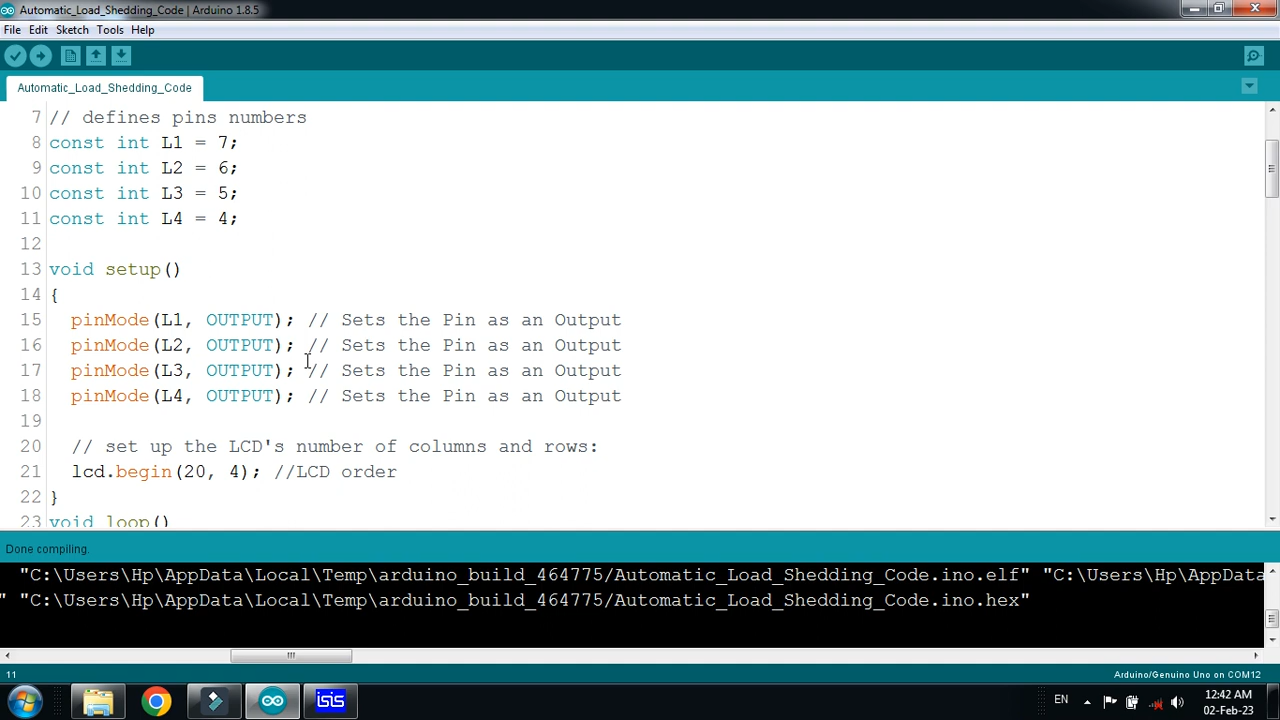 Automatic_Load_Shedding_Code | Arduino 1.8.5
File Edit Sketch Tools Help
Automatic_Load_Shedding_Code
7 // defines pins numbers
8 const int L1 = 7;
9 const int L2 = 6;
10 const int L3 = 5;
11 const int L4 = 4;
12
13 void setup()
14 {
15 pinMode(L1, OUTPUT); // Sets the Pin as an Output
16 pinMode(L2, OUTPUT); // Sets the Pin as an Output
17 pinMode(L3, OUTPUT); // Sets the Pin as an Output
18 pinMode(L4, OUTPUT); // Sets the Pin as an Output
19
20 // set up the LCD's number of columns and rows:
21 lcd.begin(20, 4); //LCD order
22 }
23 void loop()
Done compiling.
"C:\Users\Hp\AppData\Local\Temp\arduino_build_464775/Automatic_Load_Shedding_Code.ino.elf" "C:\Users\Hp\AppData
" "C:\Users\Hp\AppData\Local\Temp\arduino_build_464775/Automatic_Load_Shedding_Code.ino.hex"
11 Arduino/Genuino Uno on COM12
isis EN 12:42 AM
02-Feb-23